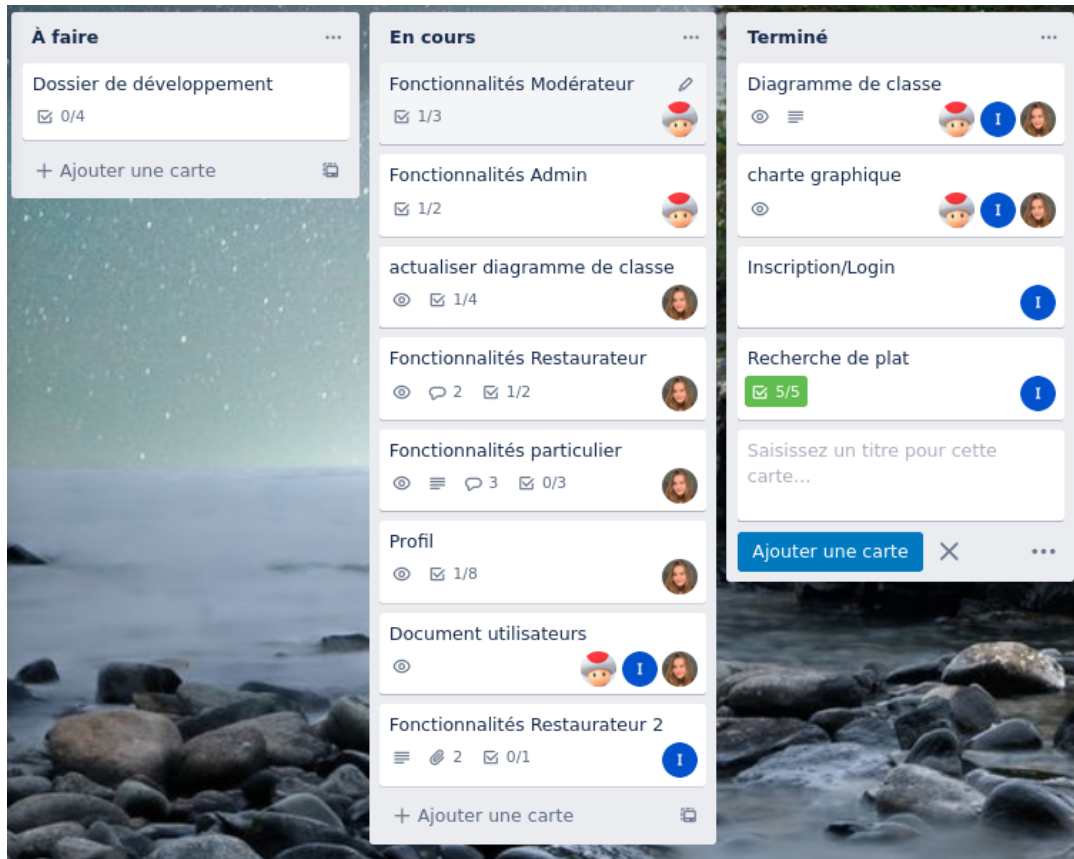 À faire
Dossier de développement
0/4
+ Ajouter une carte
En cours
Fonctionnalités Modérateur
1/3
Fonctionnalités Admin
1/2
actualiser diagramme de classe
1/4
Fonctionnalités Restaurateur
2 1/2
Fonctionnalités particulier
3 0/3
Profil
1/8
Document utilisateurs
I
Fonctionnalités Restaurateur 2
2 0/1 I
+ Ajouter une carte
Terminé
Diagramme de classe
I
charte graphique
I
Inscription/Login
I
Recherche de plat
5/5 I
Saisissez un titre pour cette
carte…
Ajouter une carte